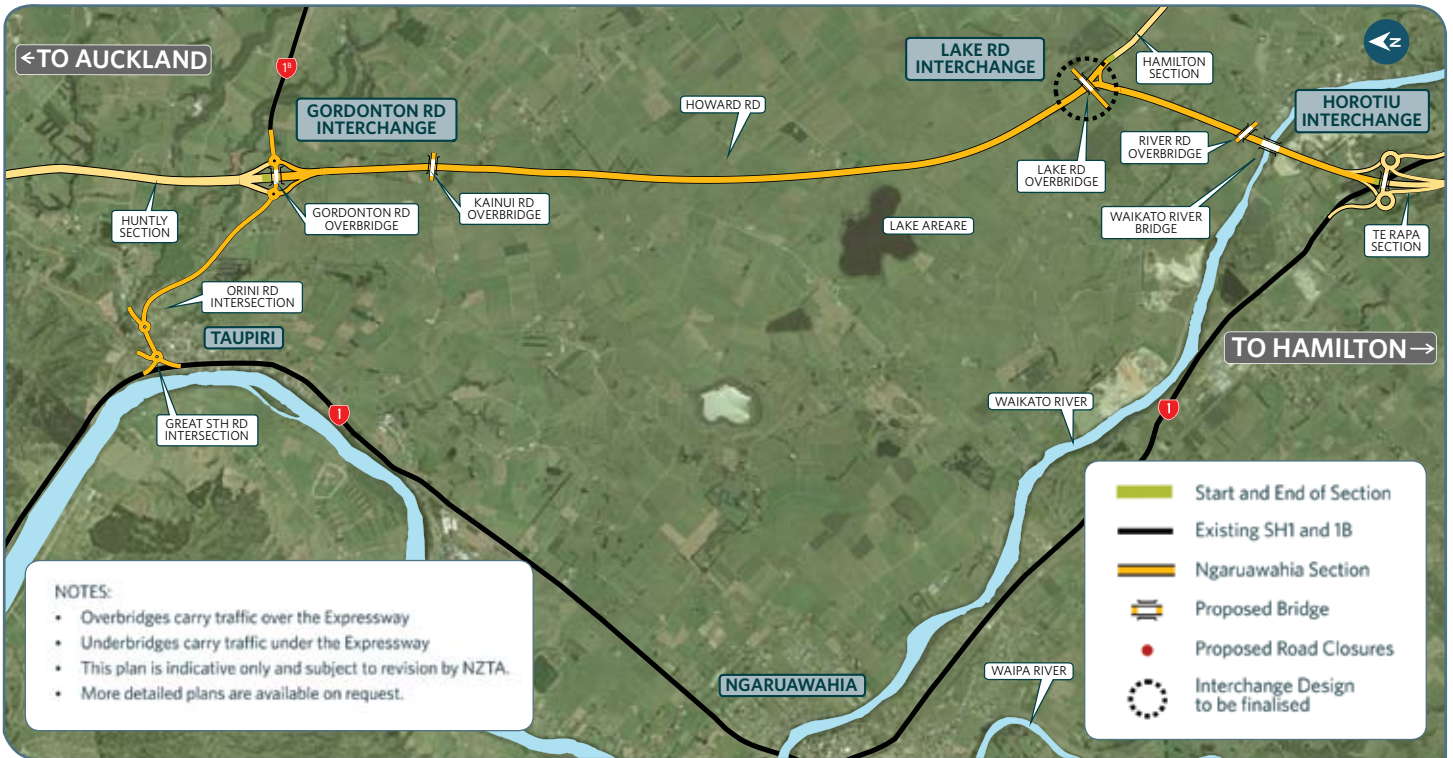 ←TO AUCKLAND
1B
GORDONTON RD
INTERCHANGE
HOWARD RD
LAKE RD
INTERCHANGE
HAMILTON
SECTION
N
HOROTIU
INTERCHANGE
RIVER RD
OVERBRIDGE
LAKE RD
OVERBRIDGE
HUNTLY
SECTION
GORDONTON RD
OVERBRIDGE
KAINUI RD
OVERBRIDGE
LAKE AREARE
WAIKATO RIVER
BRIDGE
TE RAPA
SECTION
ORINI RD
INTERSECTION
TAUPIRI
TO HAMILTON→
GREAT STH RD
INTERSECTION
1
WAIKATO RIVER
1
NGARUAWAHIA
WAIPA RIVER
NOTES:
• Overbridges carry traffic over the Expressway
• Underbridges carry traffic under the Expressway
• This plan is indicative only and subject to revision by NZTA.
• More detailed plans are available on request.
Start and End of Section
Existing SH1 and 1B
Ngaruawahia Section
Proposed Bridge
Proposed Road Closures
Interchange Design
to be finalised